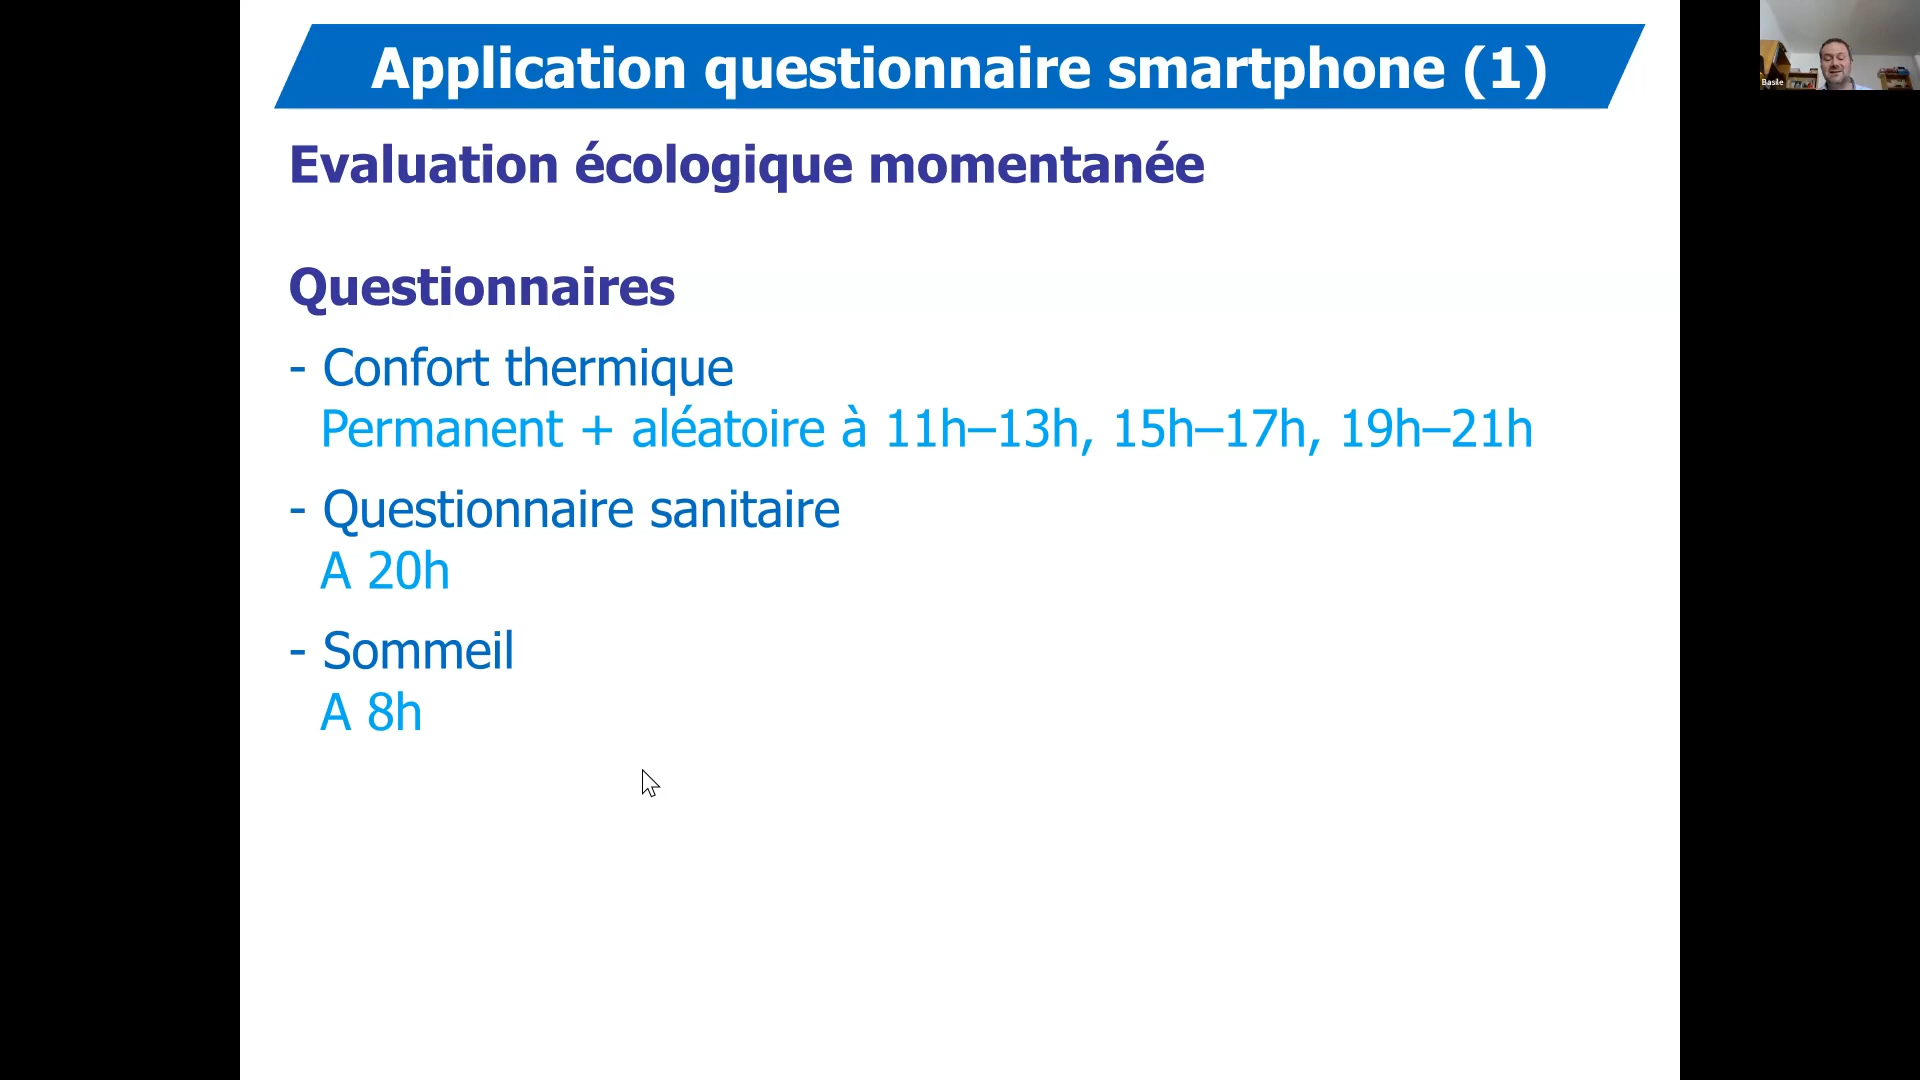 Application questionnaire smartphone (1)
Evaluation écologique momentanée
Questionnaires
- Confort thermique
Permanent + aléatoire à 11h–13h, 15h–17h, 19h–21h
- Questionnaire sanitaire
A 20h
- Sommeil
A 8h
Basile